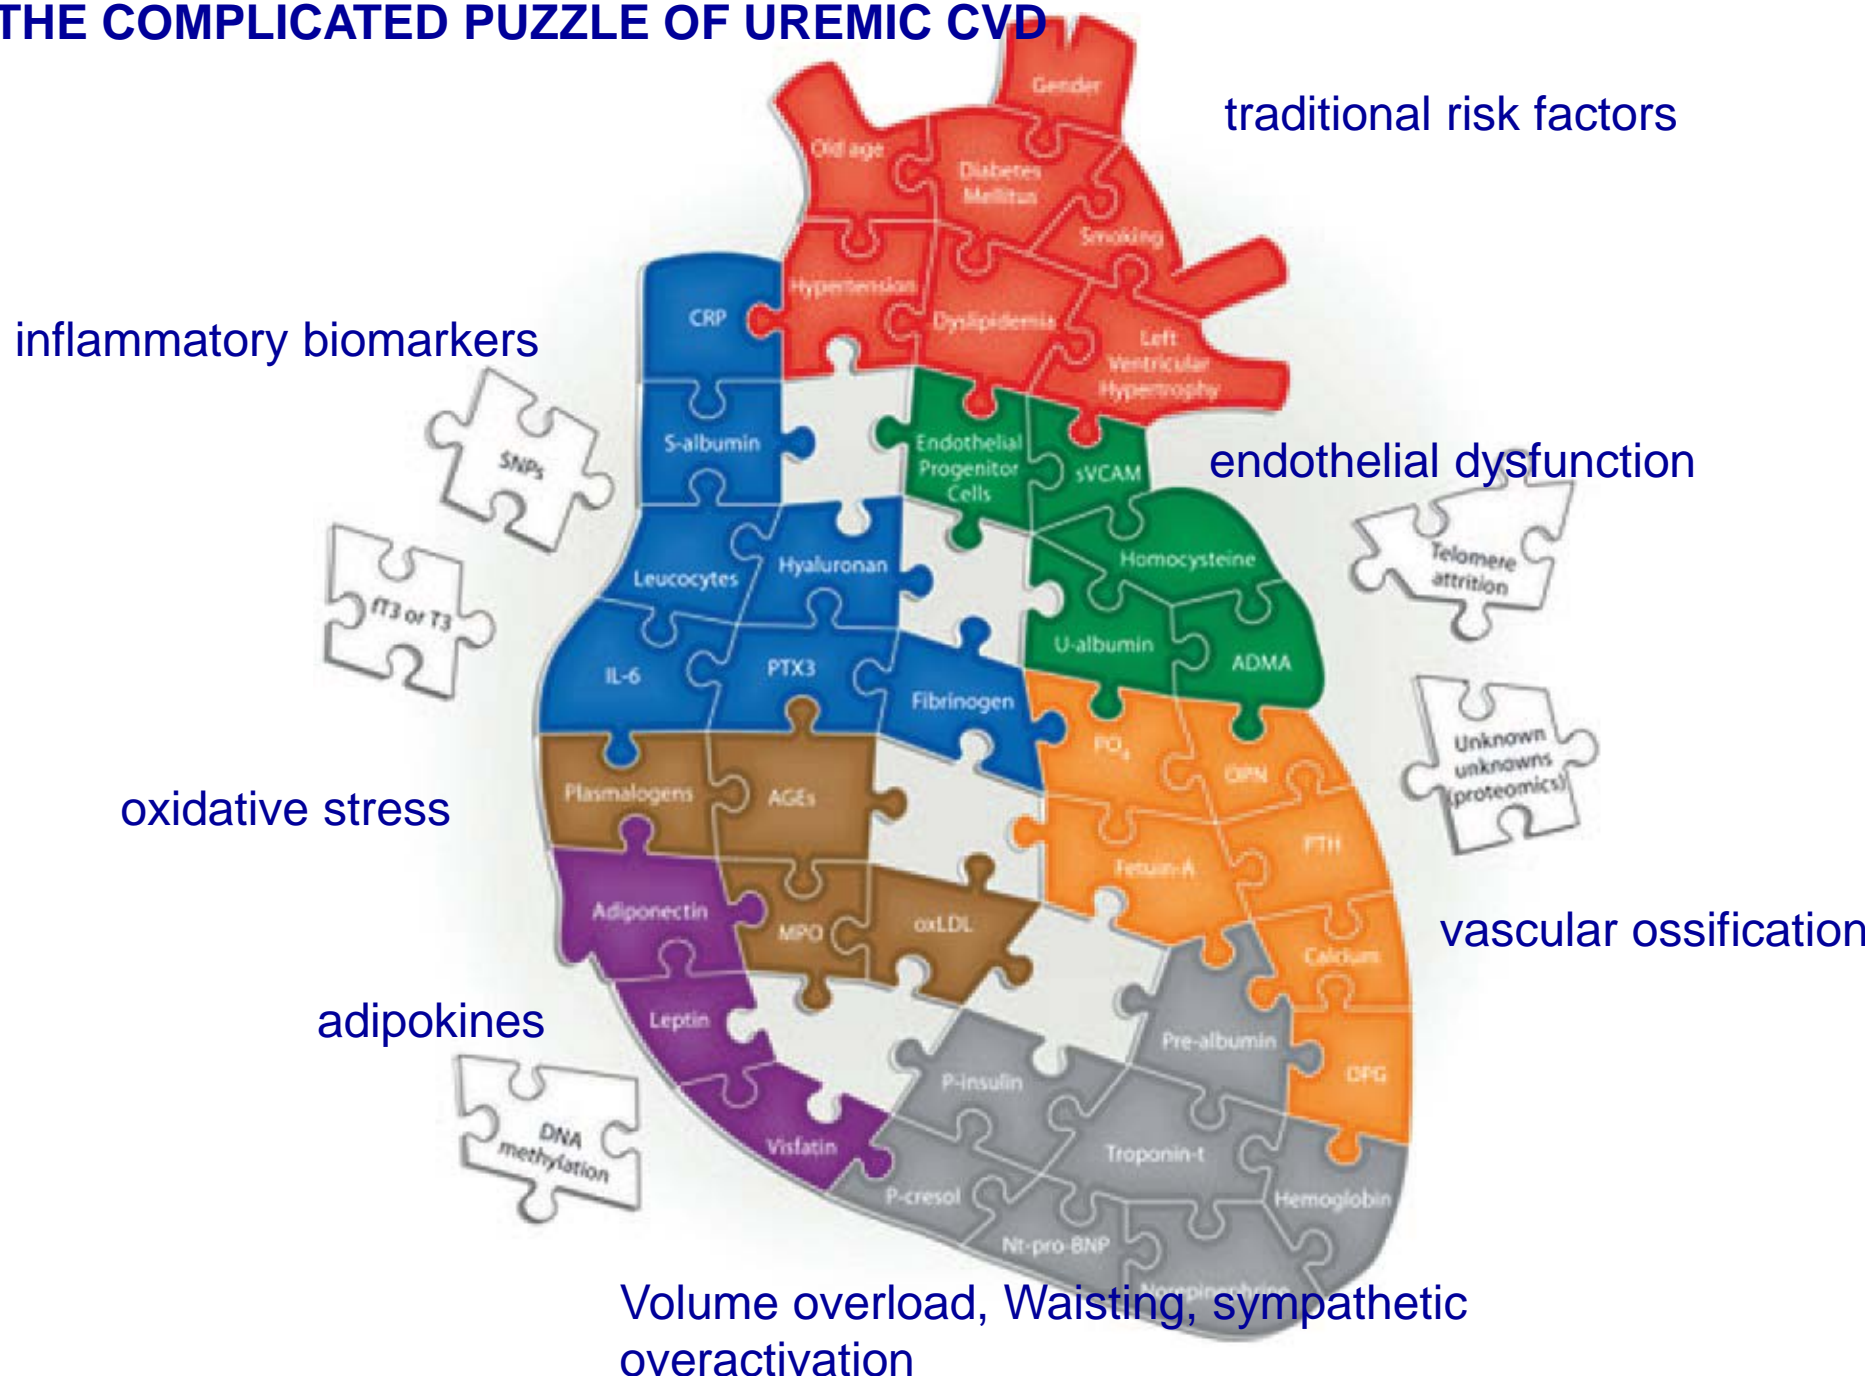 THE COMPLICATED PUZZLE OF UREMIC CVD
Gender
traditional risk factors
Old age
Diabetes
Mellitus
Smoking
Hypertension
CRP
Dyslipidemia
Left
Ventricular
Hypertrophy
inflammatory biomarkers
SNPs
S-albumin
Endothelial
Progenitor
Cells
sVCAM
endothelial dysfunction
Homocysteine
Telomere
attrition
Leucocytes
Hyaluronan
fT3 or T3
U-albumin
ADMA
IL-6
PTX3
Fibrinogen
PO4
OPN
Unknown
unknowns
(proteomics)
oxidative stress
Plasmalogens
AGEs
PTH
Fetuin-A
Adiponectin
MPO
oxLDL
vascular ossification
Calcium
adipokines
Leptin
Pre-albumin
P-insulin
OPG
DNA
methylation
Visfatin
Troponin-t
P-cresol
Hemoglobin
Nt-pro-BNP
Norepinephrine
Volume overload, Waisting, sympathetic
overactivation